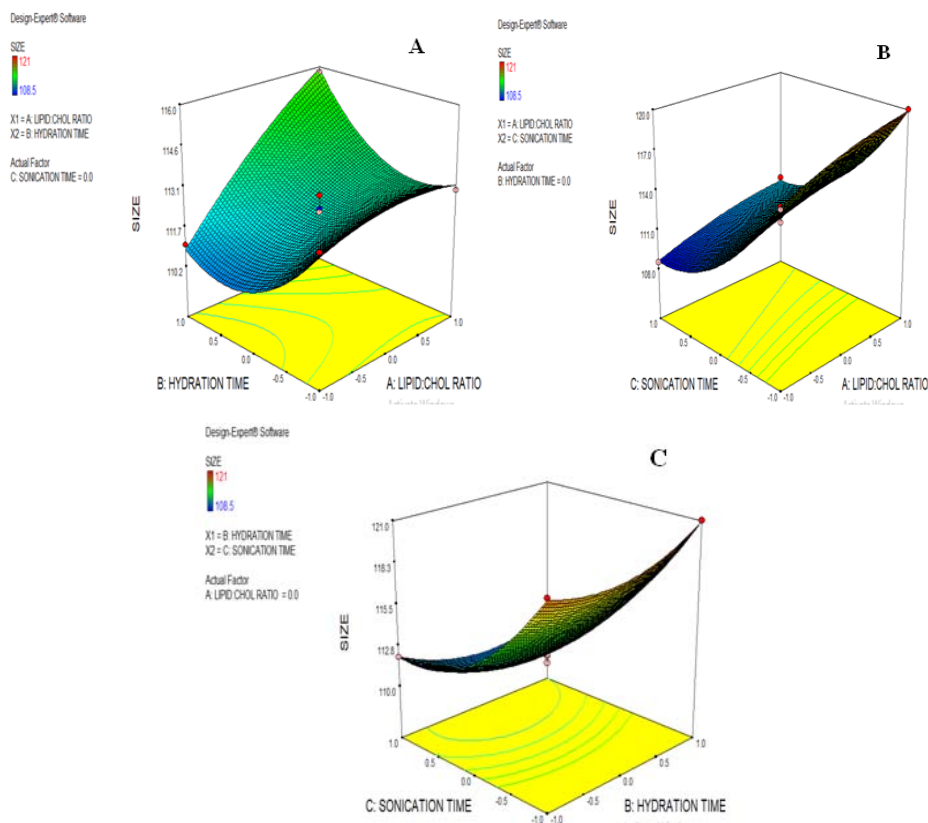 Design-Expert® Software
SIZE
121
108.5
X1 = A: LIPID:CHOL RATIO
X2 = B: HYDRATION TIME
Actual Factor
C: SONICATION TIME = 0.0
A
116.0
114.6
113.1
111.7
110.2
SIZE
1.0
0.5
0.0
-0.5
-1.0
-1.0
-0.5
0.0
0.5
1.0
B: HYDRATION TIME
A: LIPID:CHOL RATIO
Design-Expert® Software
SIZE
121
108.5
X1 = A: LIPID:CHOL RATIO
X2 = C: SONICATION TIME
Actual Factor
B: HYDRATION TIME = 0.0
B
120.0
117.0
114.0
111.0
108.0
SIZE
1.0
0.5
0.0
-0.5
-1.0
-1.0
-0.5
0.0
0.5
1.0
C: SONICATION TIME
A: LIPID:CHOL RATIO
Design-Expert® Software
SIZE
121
108.5
X1 = B: HYDRATION TIME
X2 = C: SONICATION TIME
Actual Factor
A: LIPID:CHOL RATIO = 0.0
C
121.0
118.3
115.5
112.8
110.0
SIZE
1.0
0.5
0.0
-0.5
-1.0
-1.0
-0.5
0.0
0.5
1.0
C: SONICATION TIME
B: HYDRATION TIME